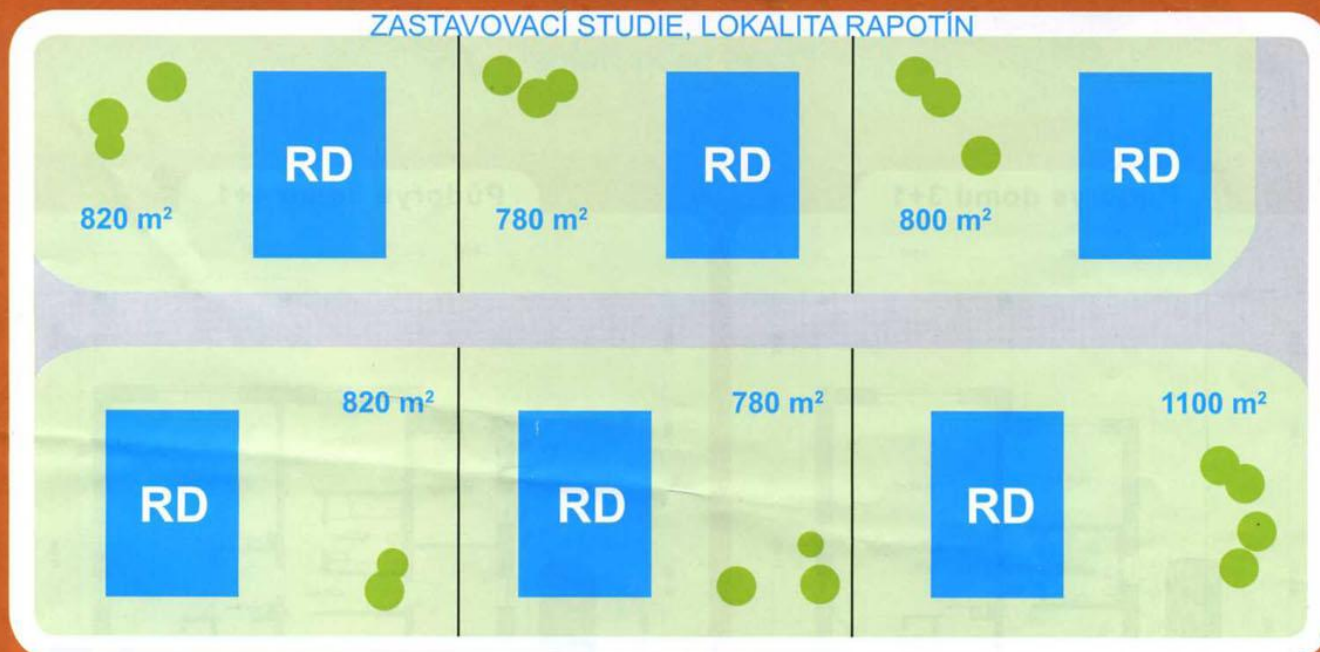 ZASTAVOVACÍ STUDIE, LOKALITA RAPOTÍN
RD
RD
RD
820 m²
780 m²
800 m²
820 m²
780 m²
1100 m²
RD
RD
RD